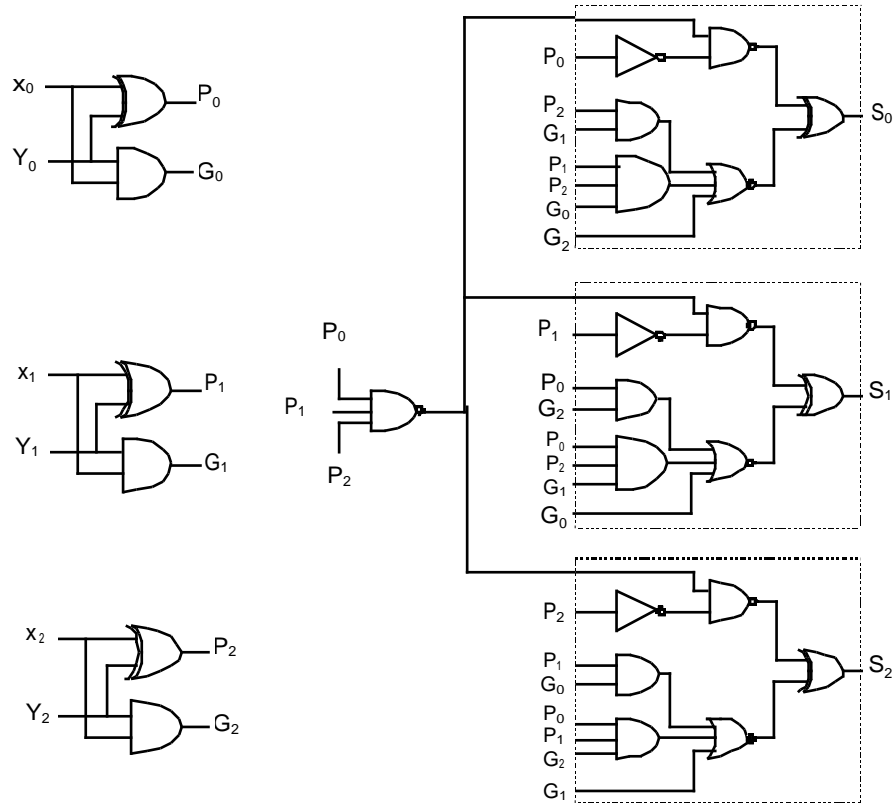 x₀
Y₀
P₀
G₀
x₁
Y₁
P₁
G₁
x₂
Y₂
P₂
G₂
P₀
P₁
P₂
P₀
P₂
G₁
P₁
P₂
G₀
G₂
S₀
P₁
P₀
G₂
P₀
P₂
G₁
G₀
S₁
P₂
P₁
G₀
P₀
P₁
G₂
G₁
S₂